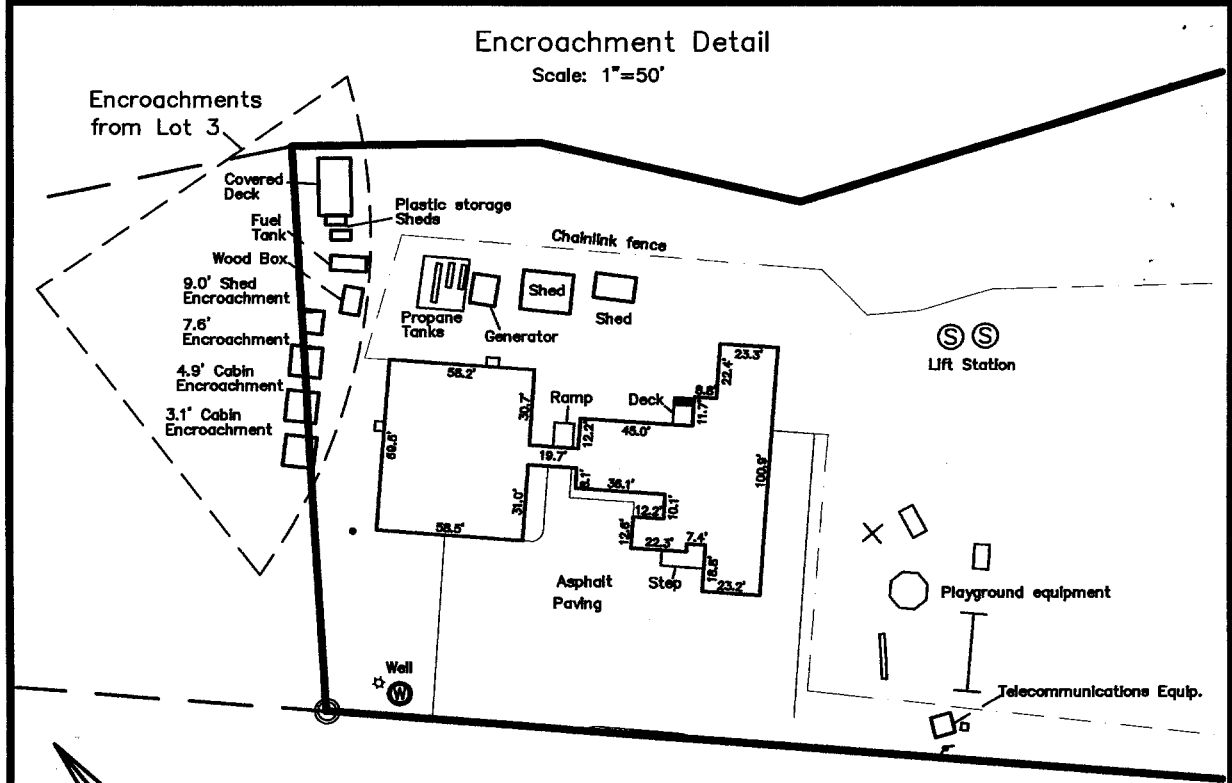 Encroachment Detail
Scale: 1"=50'
Encroachments
from Lot 3
Covered
Deck
Plastic storage
Sheds
Fuel
Tank
Wood Box
9.0' Shed
Encroachment
7.6'
Encroachment
4.9' Cabin
Encroachment
3.1' Cabin
Encroachment
Chainlink fence
Propane
Tanks
Generator
Shed
Shed
S S
Lift Station
58.2'
30.7'
69.8'
58.5'
31.0'
Ramp
19.7'
12.2'
45.0'
Deck
11.7'
22.4'
23.3'
100.9'
8.1'
36.1'
10.1'
12.2'
12.6'
22.3'
7.4'
18.8'
23.2'
Step
Asphalt
Paving
Playground equipment
Telecommunications Equip.
Well
W